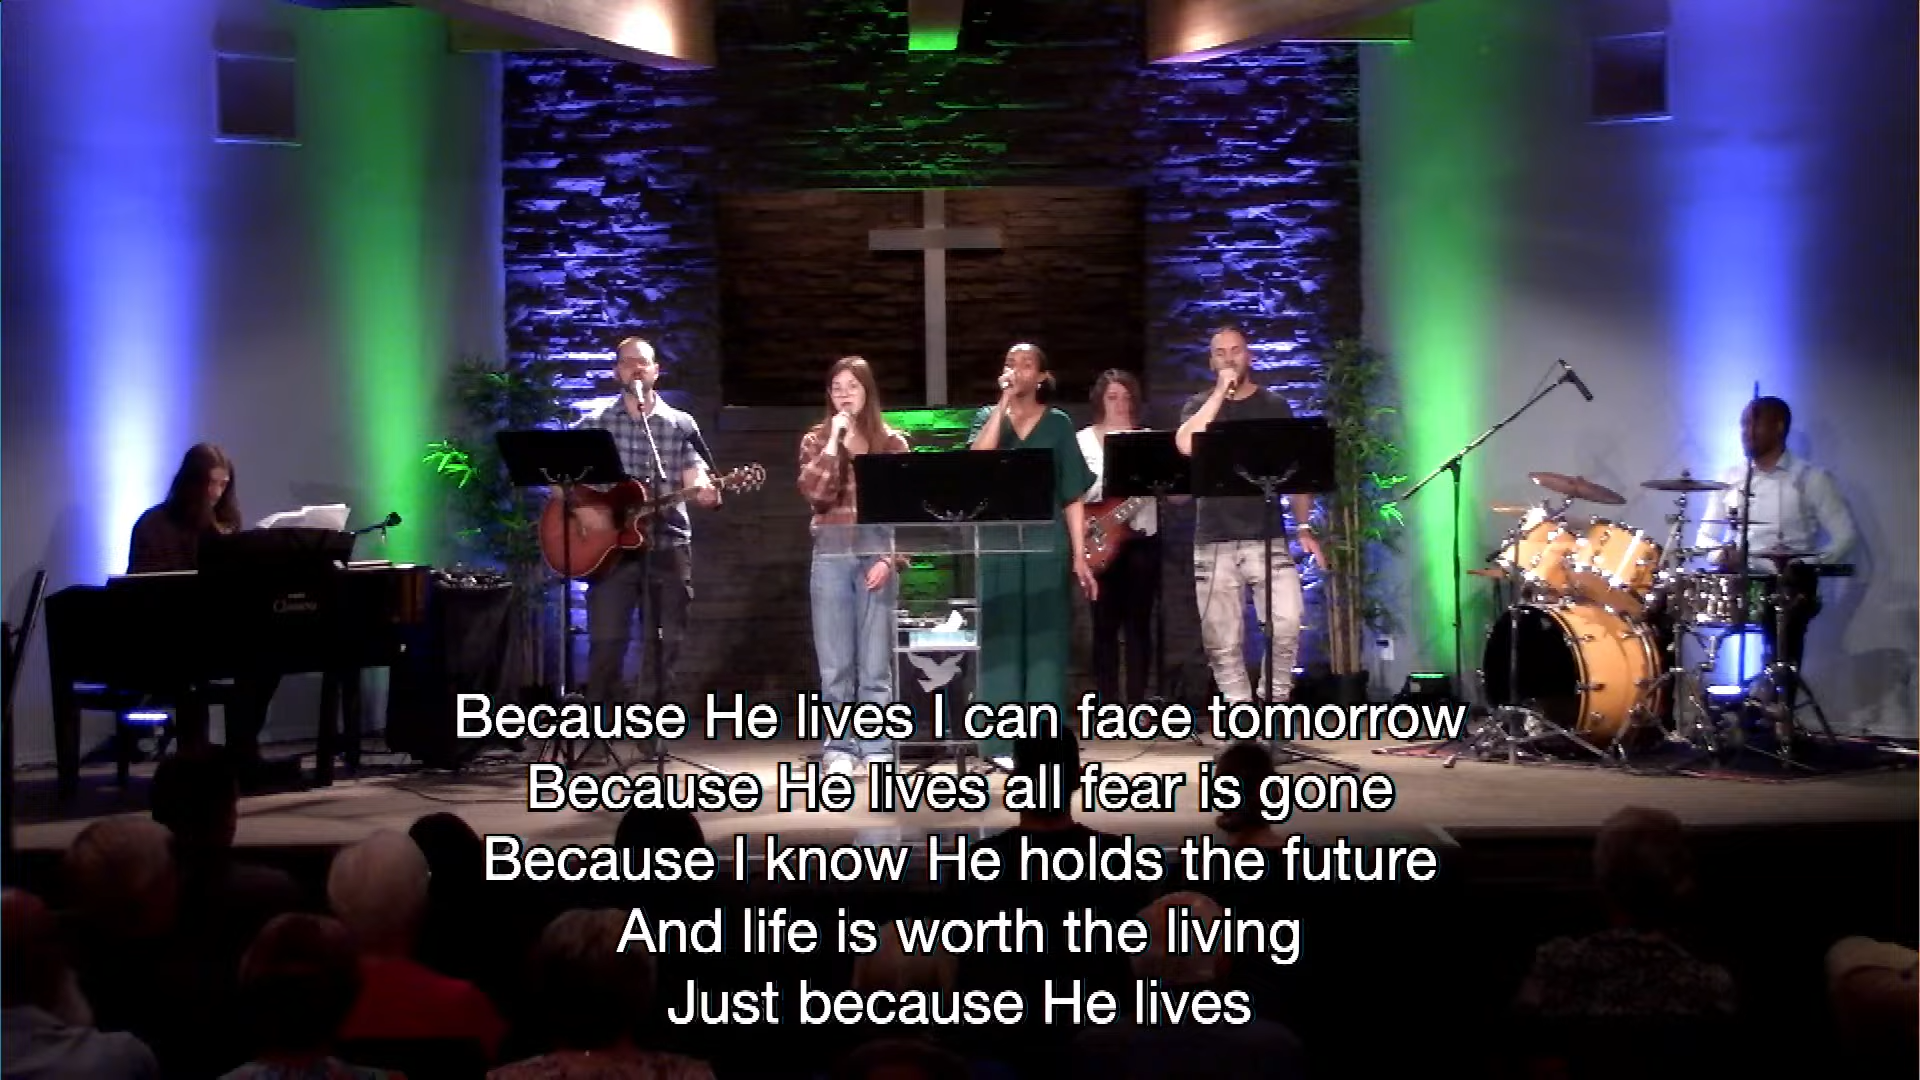 Because He lives I can face tomorrow
Because He lives all fear is gone
Because I know He holds the future
And life is worth the living
Just because He lives